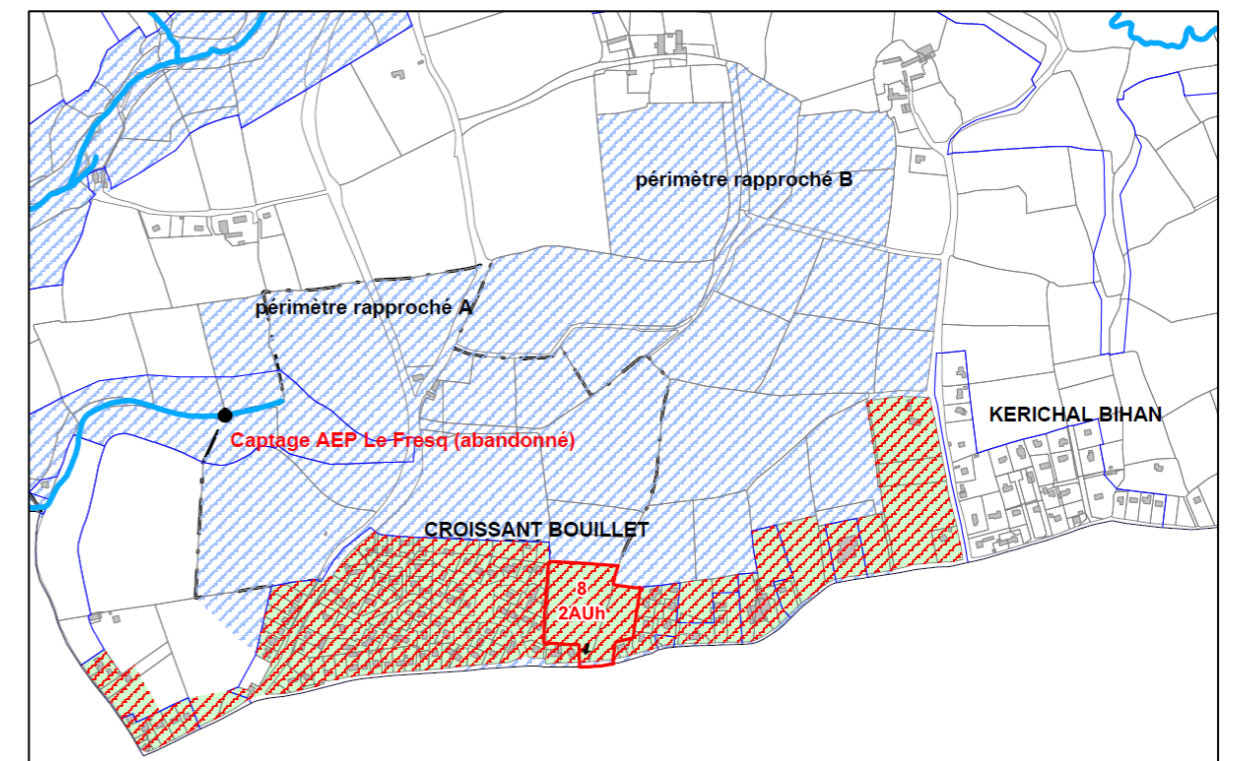 périmètre rapproché B
périmètre rapproché A
KERICHAL BIHAN
Captage AEP Le Fresq (abandonné)
CROISSANT BOUILLET
8
2AUh